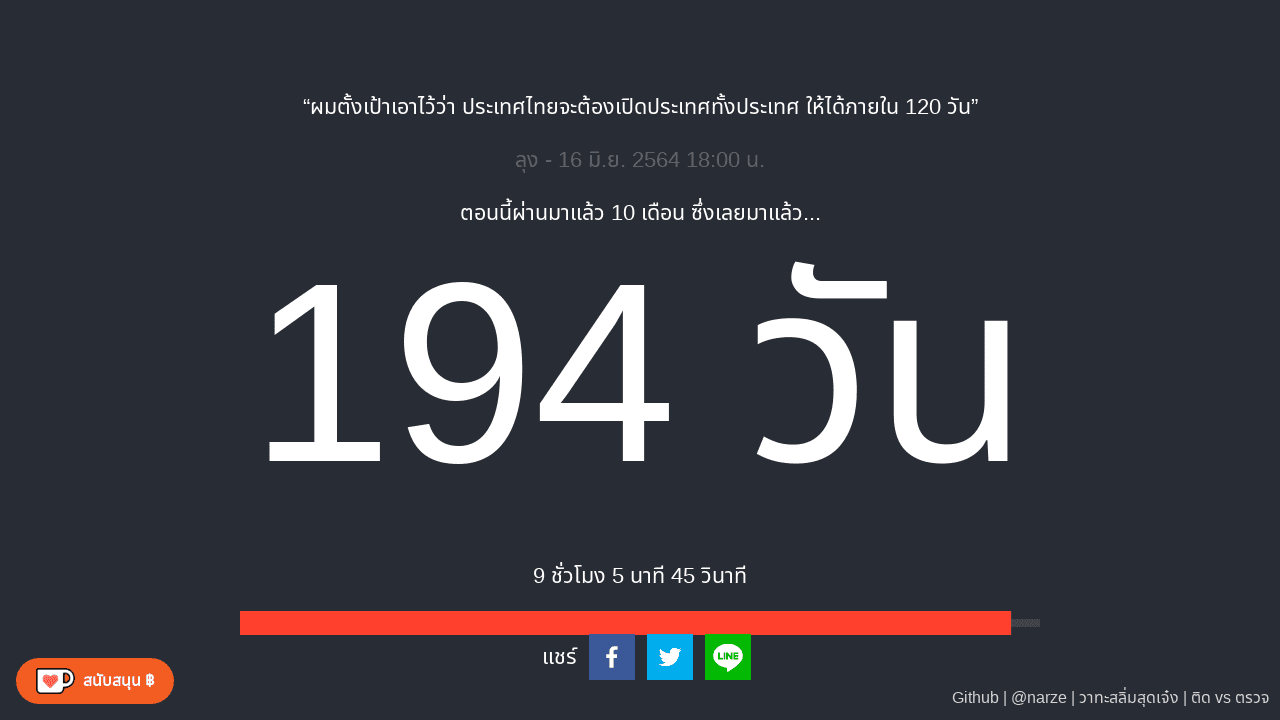 “ผมตั้งเป้าเอาไว้ว่า ประเทศไทยจะต้องเปิดประเทศทั้งประเทศ ให้ได้ภายใน 120 วัน”
ลุง - 16 มิ.ย. 2564 18:00 น.
ตอนนี้ผ่านมาแล้ว 10 เดือน ซึ่งเลยมาแล้ว...
194 วัน
9 ชั่วโมง 5 นาที 45 วินาที
แชร์
LINE
สนับสนุน ฿
Github | @narze | วาทะสลิ่มสุดเจ๋ง | ติด vs ตรวจ